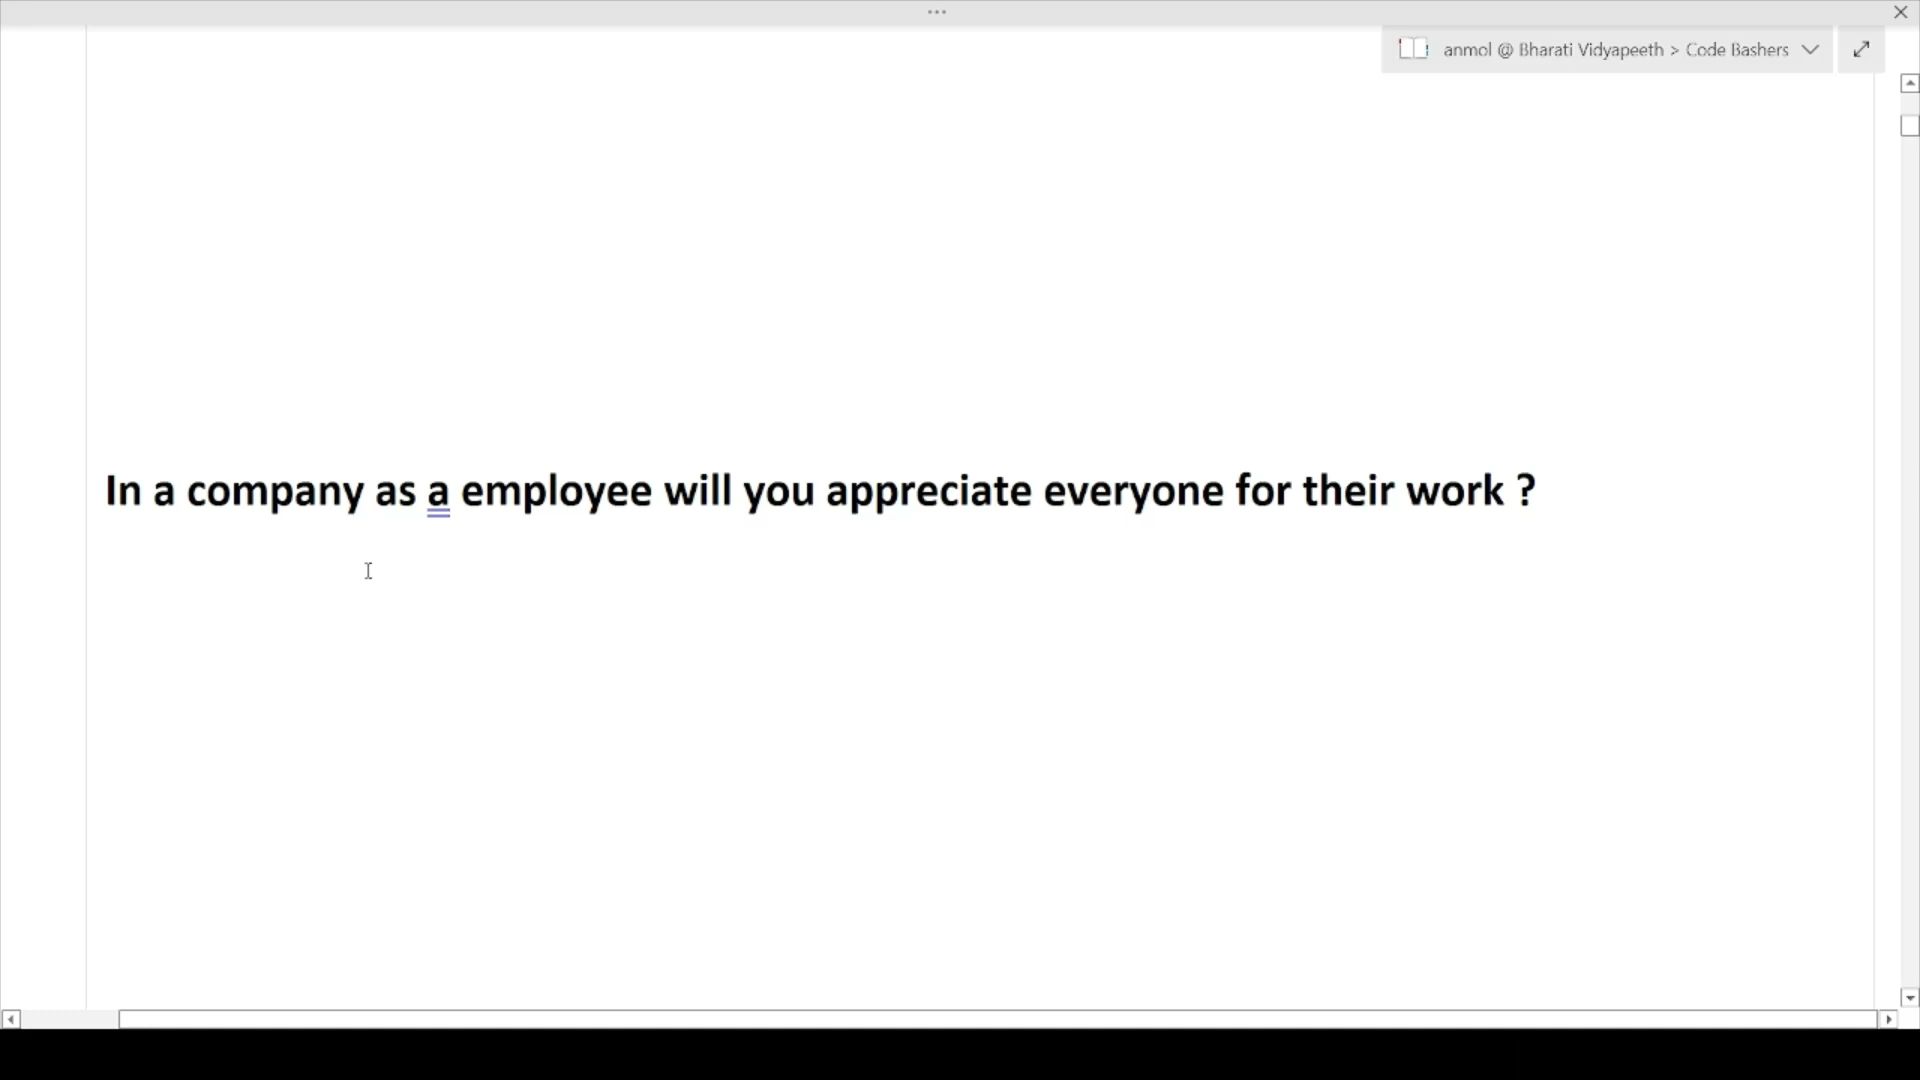 anmol @ Bharati Vidyapeeth > Code Bashers
In a company as a employee will you appreciate everyone for their work ?